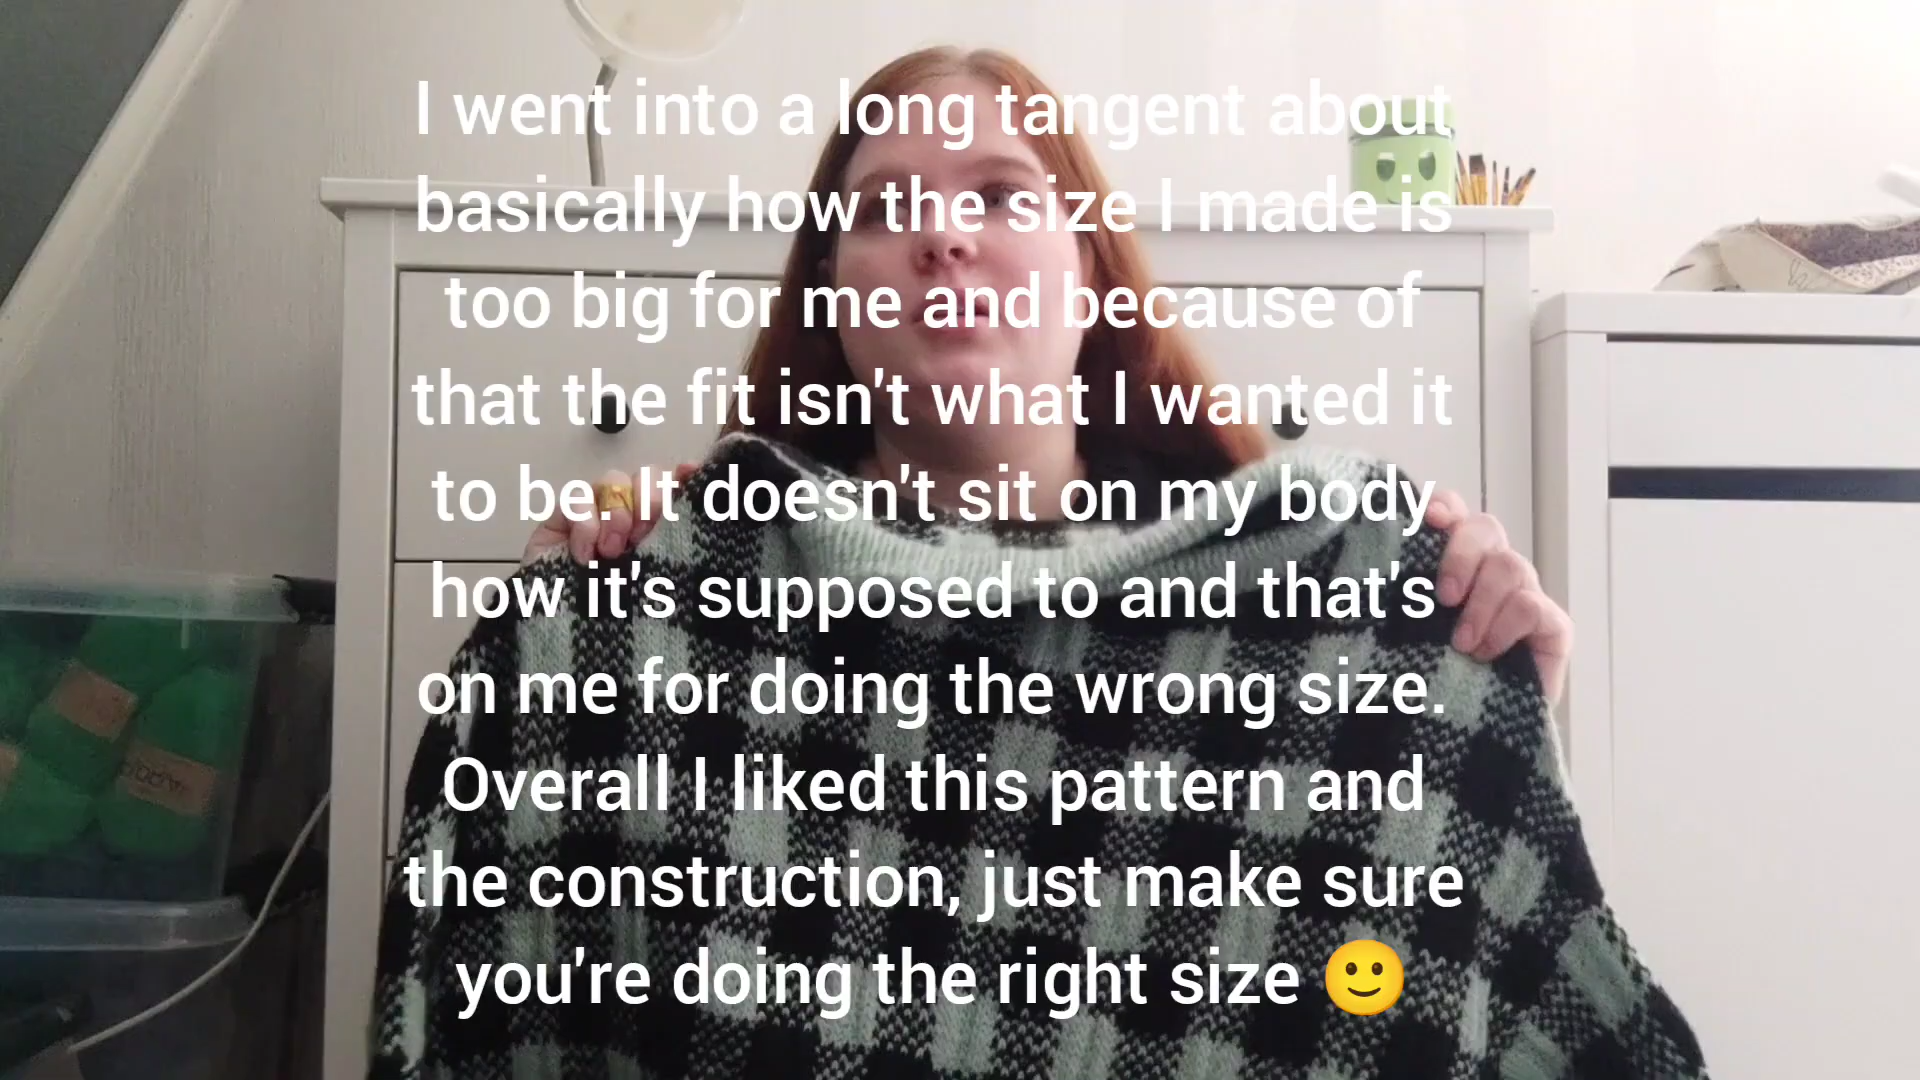 I went into a long tangent about
basically how the size I made is
too big for me and because of
that the fit isn't what I wanted it
to be. It doesn't sit on my body
how it's supposed to and that's
on me for doing the wrong size.
Overall I liked this pattern and
the construction, just make sure
you're doing the right size 🙂